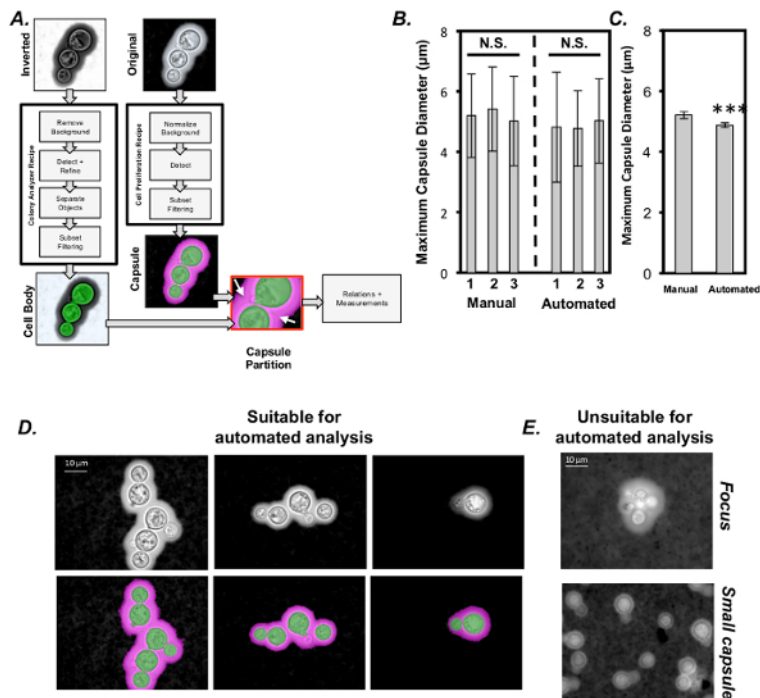 A.
Inverted
Original
Remove
Background
Detect +
Refine
Separate
Objects
Subset
Filtering
Colony Analyzer Recipe
Normalize
Background
Detect
Subset
Filtering
Cell Proliferation Recipe
Cell Body
Capsule
Capsule
Partition
Relations +
Measurements
B.
Maximum Capsule Diameter (µm)
8
6
4
2
0
N.S.
N.S.
1 2 3
1 2 3
Manual
Automated
C.
Maximum Capsule Diameter (µm)
8
6
4
2
0
***
Manual
Automated
D.
Suitable for
automated analysis
10 µm
E.
Unsuitable for
automated analysis
10 µm
Focus
Small capsule